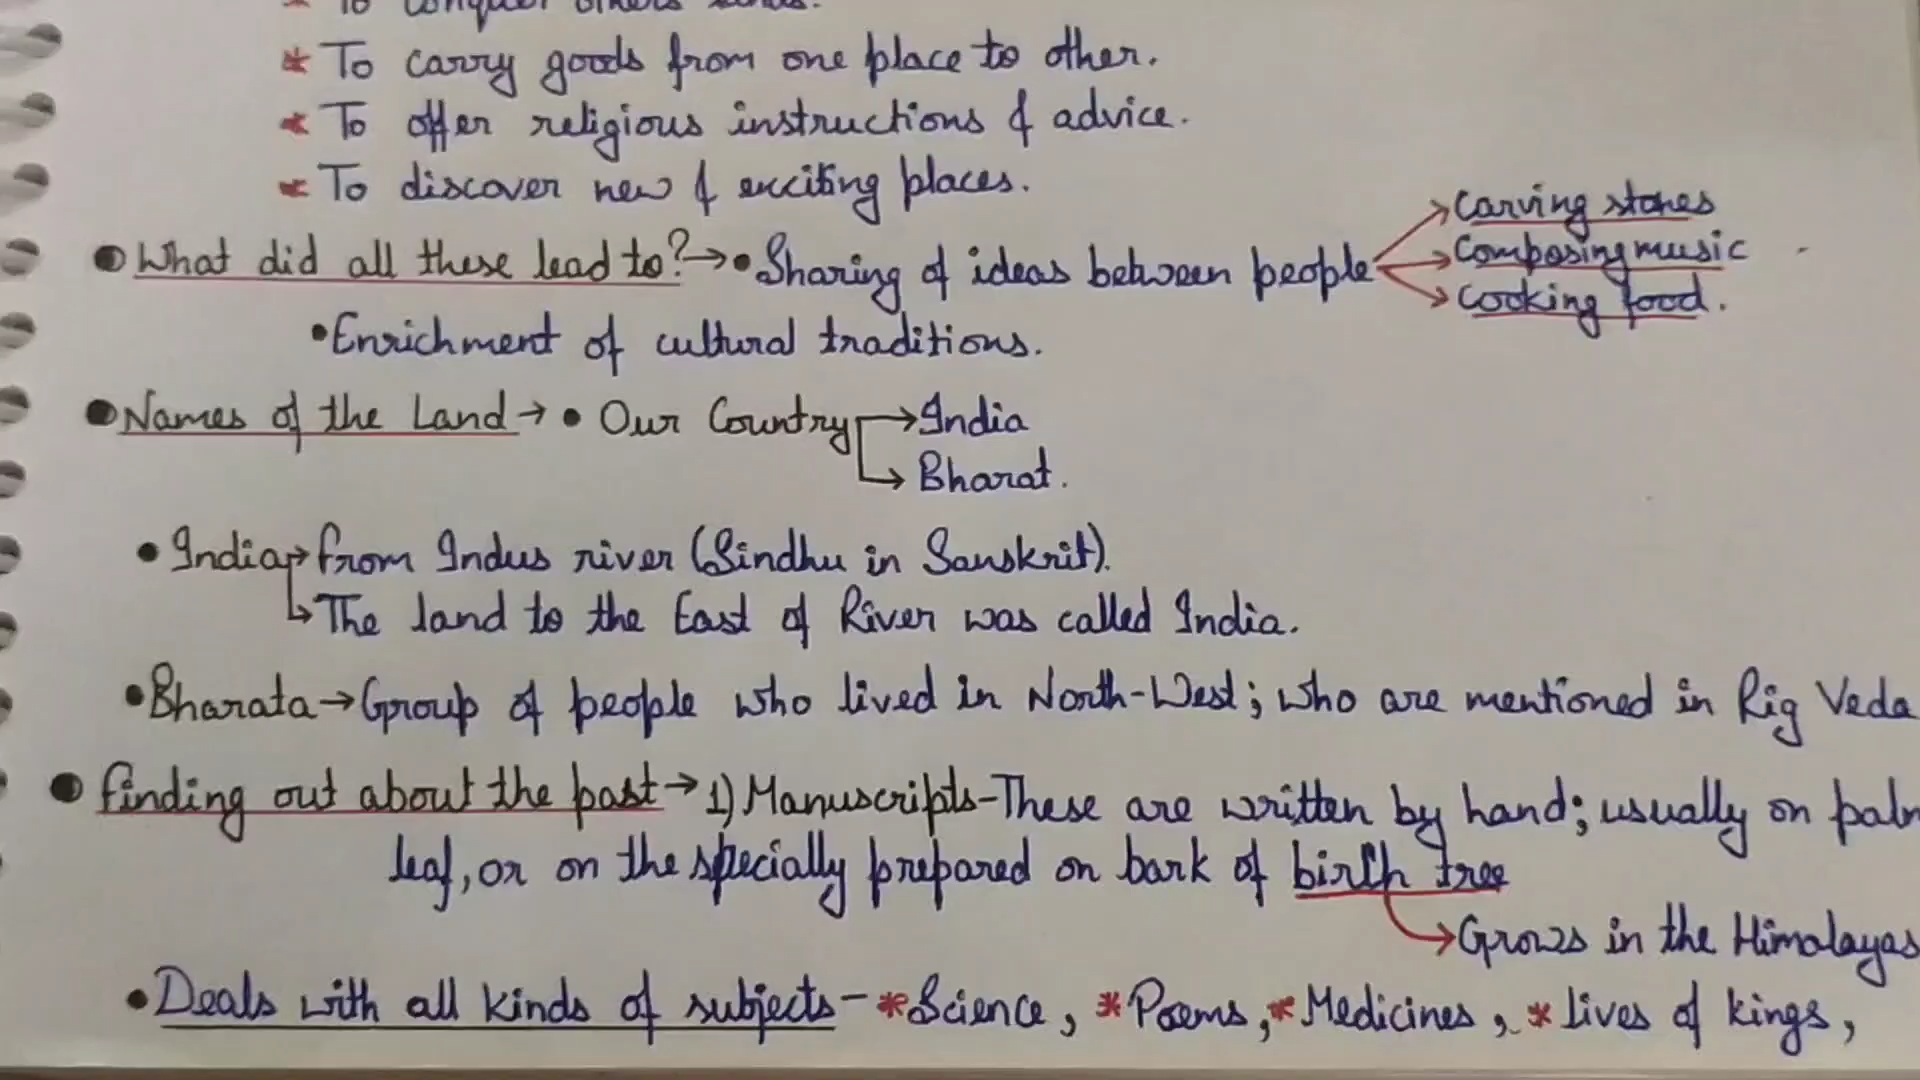 * To conquer others lands.
* To carry goods from one place to other.
* To offer religious instructions & advice.
* To discover new & exciting places.
• What did all these lead to? → • Sharing of ideas between people → Carving stones
→ Composing music
→ Cooking food.
• Enrichment of cultural traditions.
• Names of the Land → • Our Country → India
→ Bharat.
• India → from Indus river (Sindhu in Sanskrit).
↳ The land to the East of River was called India.
• Bharata → Group of people who lived in North-West; who are mentioned in Rig Veda
• finding out about the past → 1) Manuscripts - These are written by hand; usually on palm
leaf, or on the specially prepared on bark of birth tree
→ Grows in the Himalayas
• Deals with all kinds of subjects - * Science, * Poems, * Medicines, * lives of kings,